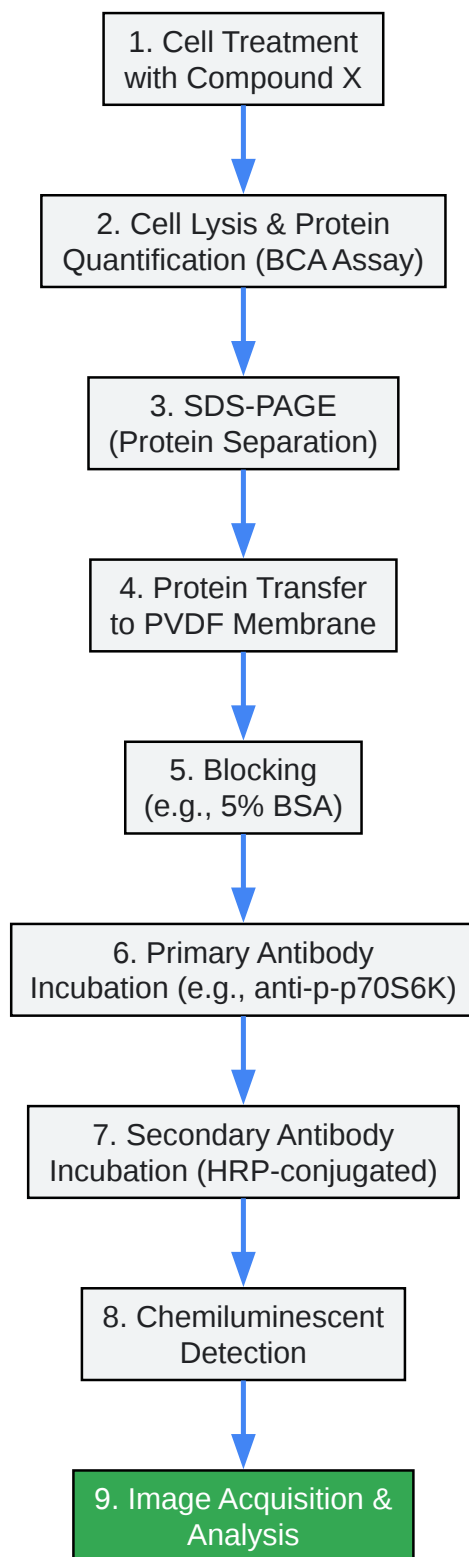 1. Cell Treatment
with Compound X
2. Cell Lysis & Protein
Quantification (BCA Assay)
3. SDS-PAGE
(Protein Separation)
4. Protein Transfer
to PVDF Membrane
5. Blocking
(e.g., 5% BSA)
6. Primary Antibody
Incubation (e.g., anti-p-p70S6K)
7. Secondary Antibody
Incubation (HRP-conjugated)
8. Chemiluminescent
Detection
9. Image Acquisition &
Analysis